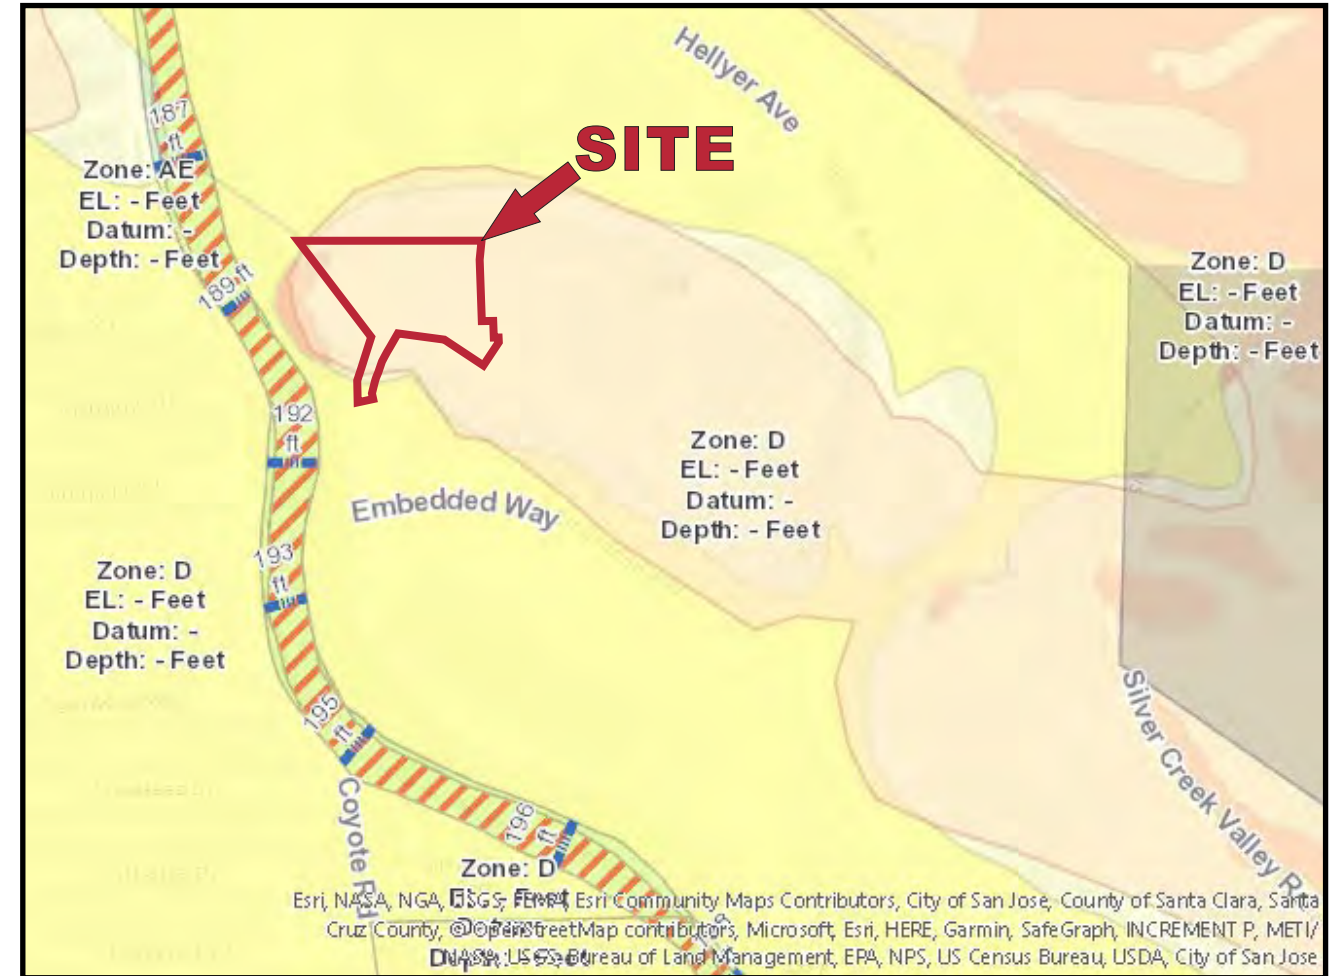 Hellyer Ave
SITE
187
ft
Zone: AE
EL: - Feet
Datum: -
Depth: - Feet
189 ft
Zone: D
EL: - Feet
Datum: -
Depth: - Feet
192
ft
Zone: D
EL: - Feet
Datum: -
Depth: - Feet
Embedded Way
193
ft
Zone: D
EL: - Feet
Datum: -
Depth: - Feet
195
ft
Silver Creek Valley Rd
Coyote Rd
196
ft
Zone: D
Esri, NASA, NGA, USGS, FEMA, Esri Community Maps Contributors, City of San Jose, County of Santa Clara, Santa
Cruz County, © OpenStreetMap contributors, Microsoft, Esri, HERE, Garmin, SafeGraph, INCREMENT P, METI/
NASA, USGS, Bureau of Land Management, EPA, NPS, US Census Bureau, USDA, City of San Jose